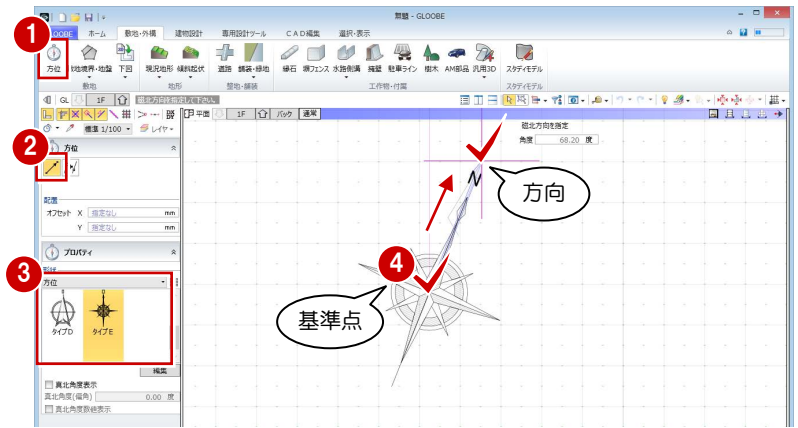 無題 - GLOOBE
GLOOBE ホーム 敷地・外構 建物設計 専用設計ツール CAD編集 選択・表示
1
方位 敷地境界・地盤 下図 現況地形 傾斜起伏 道路 舗装・緑地 縁石 塀フェンス 水路側溝 擁壁 駐車ライン 樹木 AM部品 汎用3D スタディモデル
敷地 地形 整地・舗装 工作物・付属 スタディモデル
GL 1F 磁北方向を指定して下さい
平面 1F バック 通常
標準 1/100 レイヤ
磁北方向を指定
角度 68.20 度
2
方位
N
方向
配置
オフセット X 指定なし mm
Y 指定なし mm
プロパティ
3
形状
方位
4
タイプD タイプE
基準点
編集
真北角度表示
真北角度(偏角) 0.00 度
真北角度数値表示